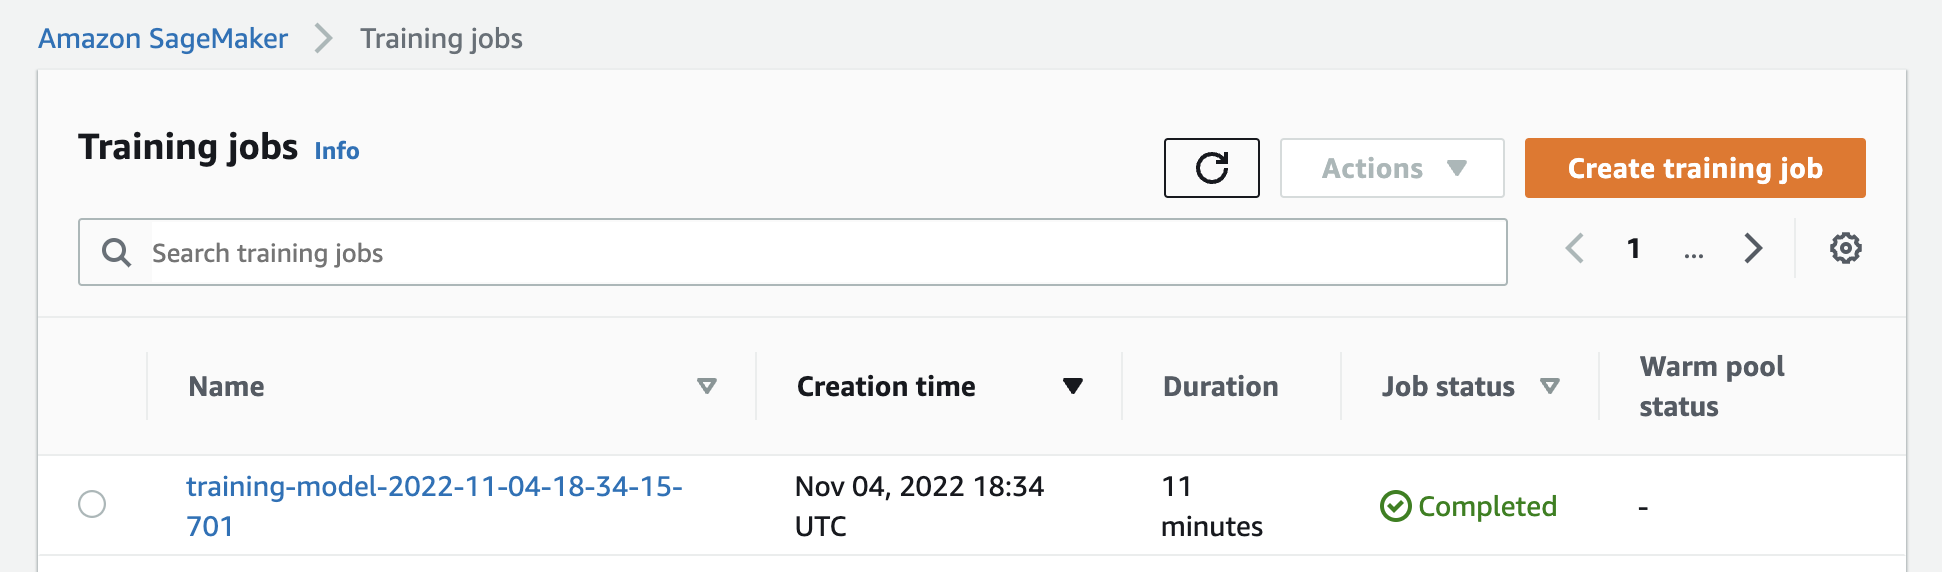 Amazon SageMaker > Training jobs
Training jobs Info
Actions
Create training job
Search training jobs
1 ...
Name
Creation time
Duration
Job status
Warm pool
status
training-model-2022-11-04-18-34-15-
701
Nov 04, 2022 18:34
UTC
11
minutes
Completed
-